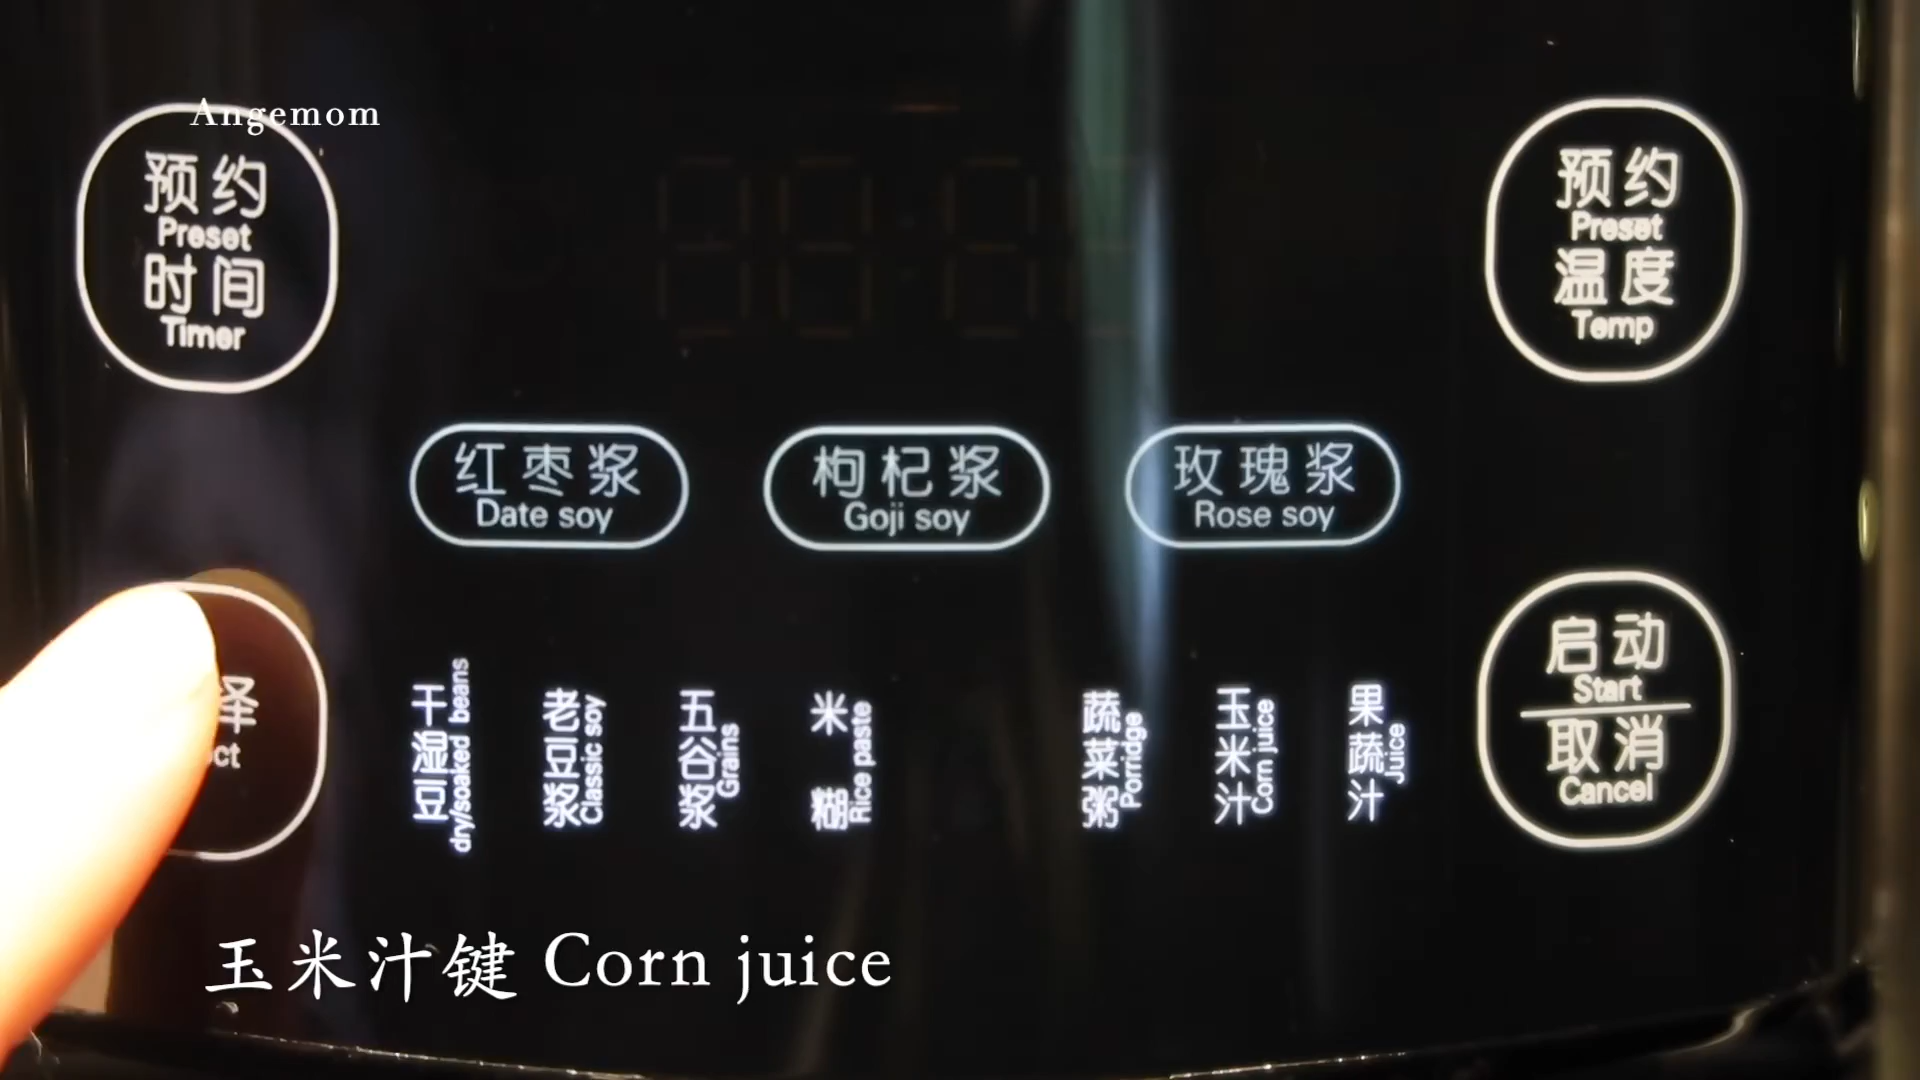 Angemom
预约
Preset
时间
Timer
预约
Preset
温度
Temp
红枣浆
Date soy
枸杞浆
Goji soy
玫瑰浆
Rose soy
择
干湿豆
dry/soaked beans
老豆浆
Classic soy
五谷浆
Grains
米糊
Rice paste
蔬菜粥
Porridge
玉米汁
Corn juice
果蔬汁
Juice
启动
Start
取消
Cancel
玉米汁键 Corn juice